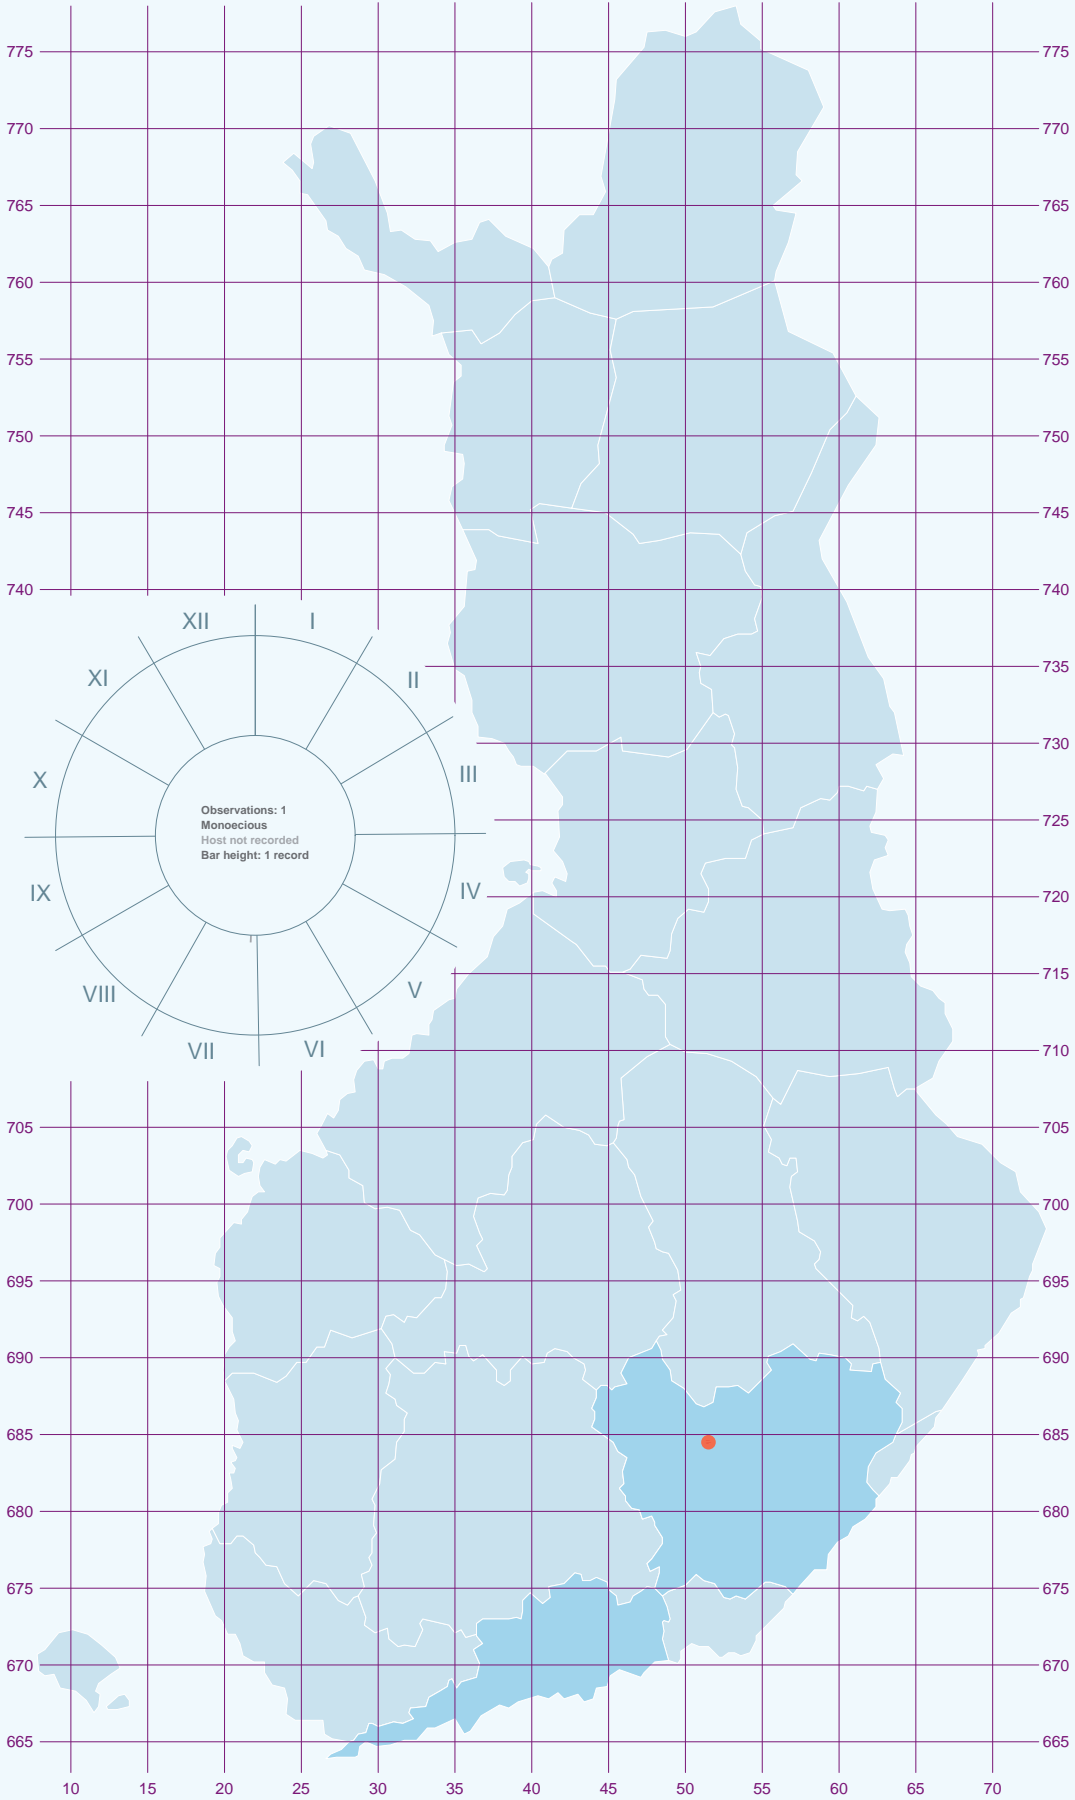 775 775
770 770
765 765
760 760
755 755
750 750
745 745
740 740
XII I
XI II
735
730
X III
Observations: 1
Monoecious
Host not recorded
Bar height: 1 record
725
IX IV
720
715
VIII V
VII VI
710
705 705
700 700
695 695
690 690
685 685
680 680
675 675
670 670
665 665
10 15 20 25 30 35 40 45 50 55 60 65 70